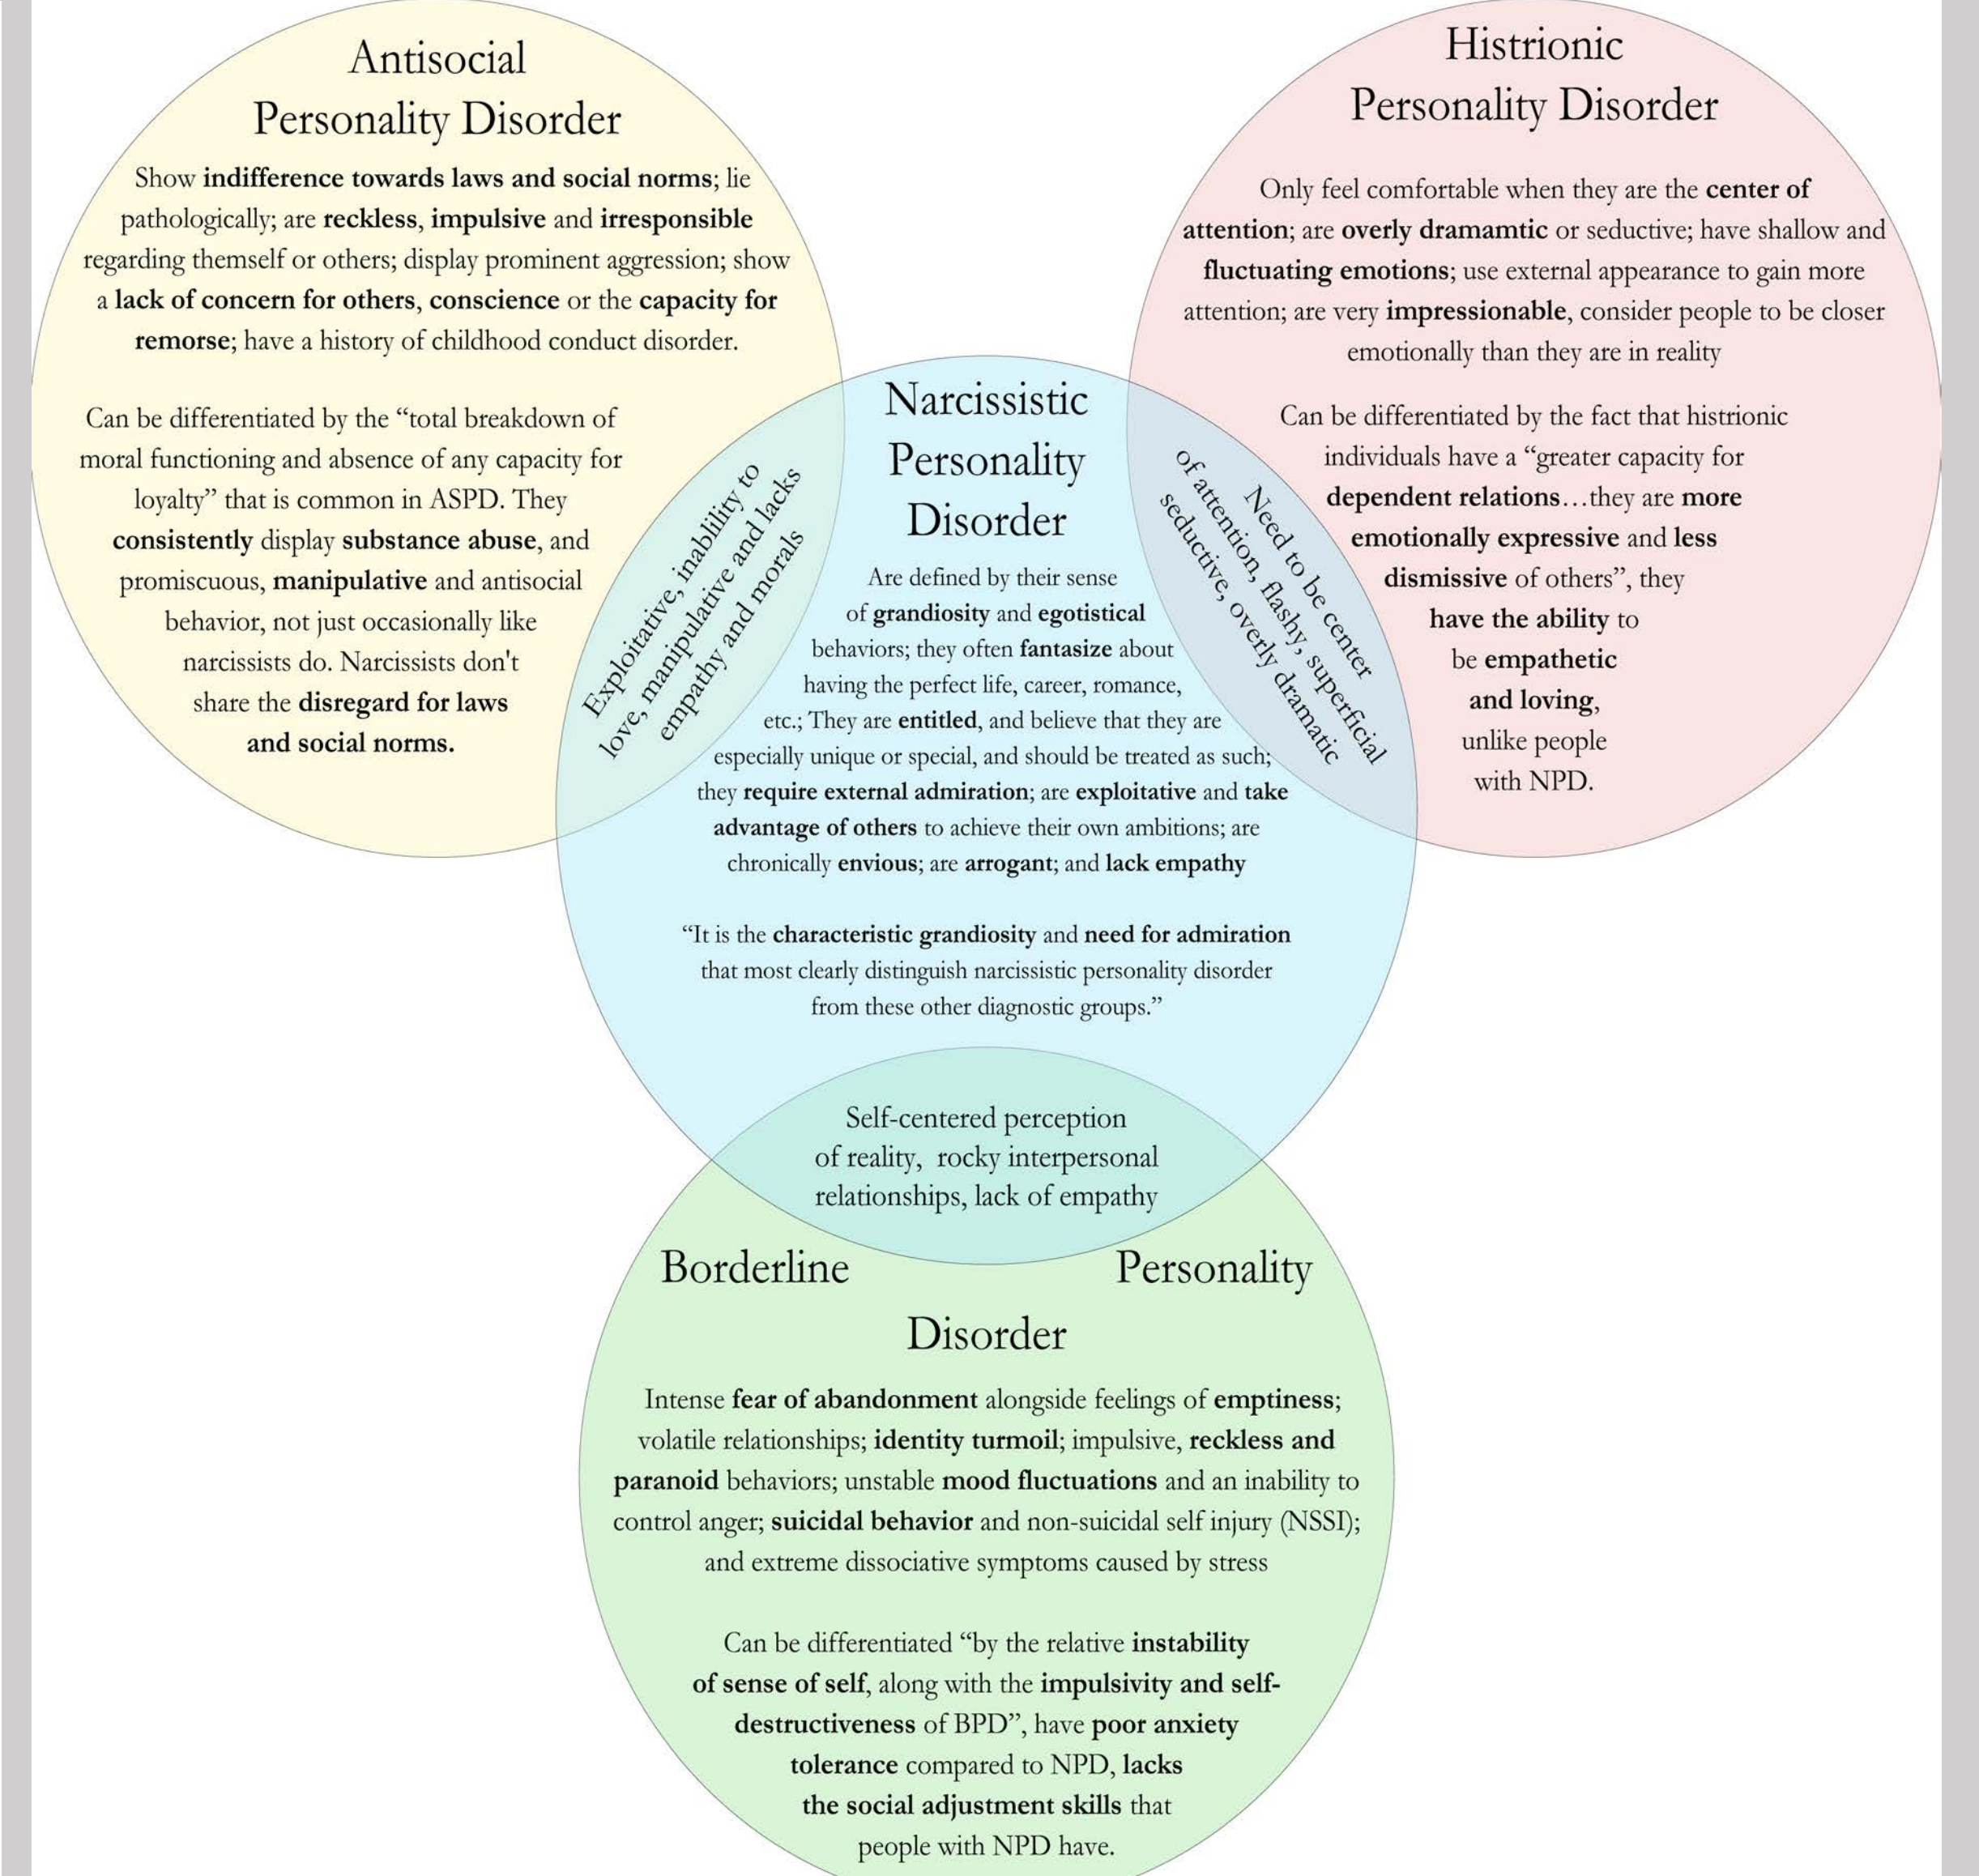 Antisocial
Personality Disorder
Show indifference towards laws and social norms; lie
pathologically; are reckless, impulsive and irresponsible
regarding themself or others; display prominent aggression; show
a lack of concern for others, conscience or the capacity for
remorse; have a history of childhood conduct disorder.
Can be differentiated by the “total breakdown of
moral functioning and absence of any capacity for
loyalty” that is common in ASPD. They
consistently display substance abuse, and
promiscuous, manipulative and antisocial
behavior, not just occasionally like
narcissists do. Narcissists don't
share the disregard for laws
and social norms.
Exploitative, inablility to
love, manipulative and lacks
empathy and morals
Narcissistic
Personality
Disorder
Are defined by their sense
of grandiosity and egotistical
behaviors; they often fantasize about
having the perfect life, career, romance,
etc.; They are entitled, and believe that they are
especially unique or special, and should be treated as such;
they require external admiration; are exploitative and take
advantage of others to achieve their own ambitions; are
chronically envious; are arrogant; and lack empathy
“It is the characteristic grandiosity and need for admiration
that most clearly distinguish narcissistic personality disorder
from these other diagnostic groups.”
Need to be center
of attention, flashy, superficial
seductive, overly dramatic
Histrionic
Personality Disorder
Only feel comfortable when they are the center of
attention; are overly dramamtic or seductive; have shallow and
fluctuating emotions; use external appearance to gain more
attention; are very impressionable, consider people to be closer
emotionally than they are in reality
Can be differentiated by the fact that histrionic
individuals have a “greater capacity for
dependent relations…they are more
emotionally expressive and less
dismissive of others”, they
have the ability to
be empathetic
and loving,
unlike people
with NPD.
Self-centered perception
of reality, rocky interpersonal
relationships, lack of empathy
Borderline Personality
Disorder
Intense fear of abandonment alongside feelings of emptiness;
volatile relationships; identity turmoil; impulsive, reckless and
paranoid behaviors; unstable mood fluctuations and an inability to
control anger; suicidal behavior and non-suicidal self injury (NSSI);
and extreme dissociative symptoms caused by stress
Can be differentiated “by the relative instability
of sense of self, along with the impulsivity and self-
destructiveness of BPD”, have poor anxiety
tolerance compared to NPD, lacks
the social adjustment skills that
people with NPD have.